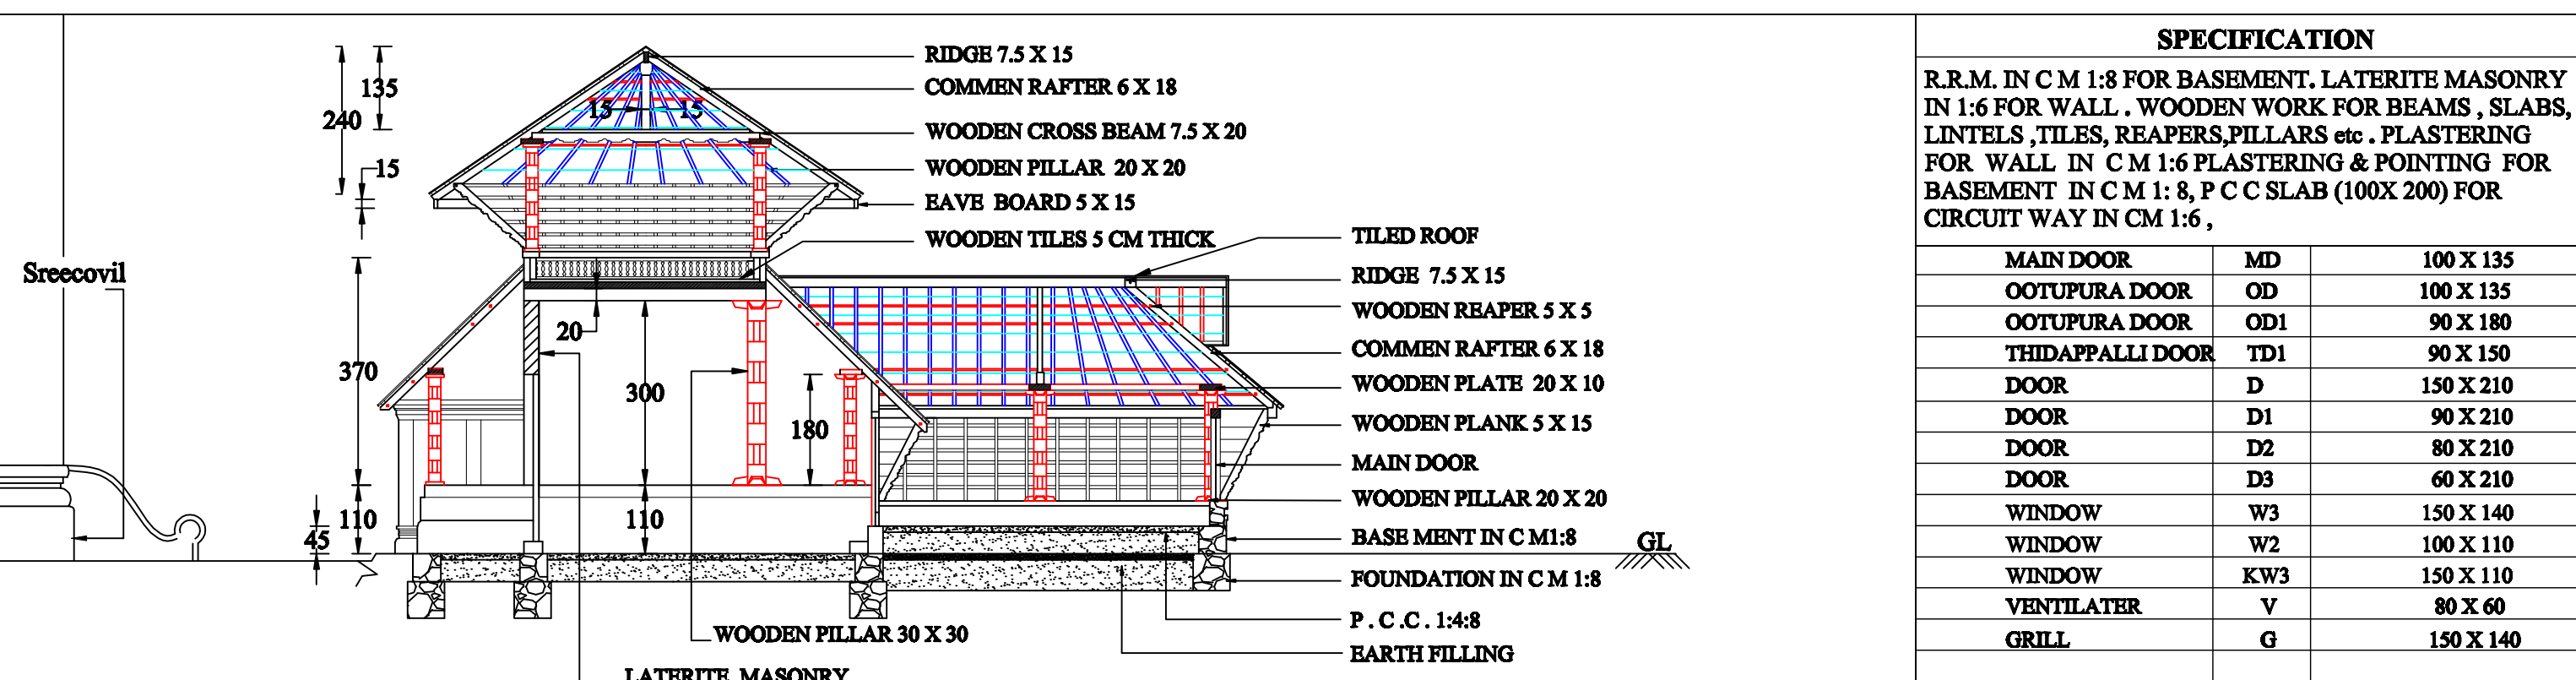 Sreecovil
135
240
15
15
15
370
20
300
180
110
110
45
RIDGE 7.5 X 15
COMMEN RAFTER 6 X 18
WOODEN CROSS BEAM 7.5 X 20
WOODEN PILLAR 20 X 20
EAVE BOARD 5 X 15
WOODEN TILES 5 CM THICK
WOODEN PILLAR 30 X 30
LATERITE MASONRY
TILED ROOF
RIDGE 7.5 X 15
WOODEN REAPER 5 X 5
COMMEN RAFTER 6 X 18
WOODEN PLATE 20 X 10
WOODEN PLANK 5 X 15
MAIN DOOR
WOODEN PILLAR 20 X 20
BASE MENT IN C M1:8
GL
FOUNDATION IN C M 1:8
P . C .C . 1:4:8
EARTH FILLING
SPECIFICATION
R.R.M. IN C M 1:8 FOR BASEMENT. LATERITE MASONRY
IN 1:6 FOR WALL . WOODEN WORK FOR BEAMS , SLABS,
LINTELS ,TILES, REAPERS,PILLARS etc . PLASTERING
FOR WALL IN C M 1:6 PLASTERING & POINTING FOR
BASEMENT IN C M 1: 8, P C C SLAB (100X 200) FOR
CIRCUIT WAY IN CM 1:6 ,
MAIN DOOR MD 100 X 135
OOTUPURA DOOR OD 100 X 135
OOTUPURA DOOR OD1 90 X 180
THIDAPPALLI DOOR TD1 90 X 150
DOOR D 150 X 210
DOOR D1 90 X 210
DOOR D2 80 X 210
DOOR D3 60 X 210
WINDOW W3 150 X 140
WINDOW W2 100 X 110
WINDOW KW3 150 X 110
VENTILATER V 80 X 60
GRILL G 150 X 140